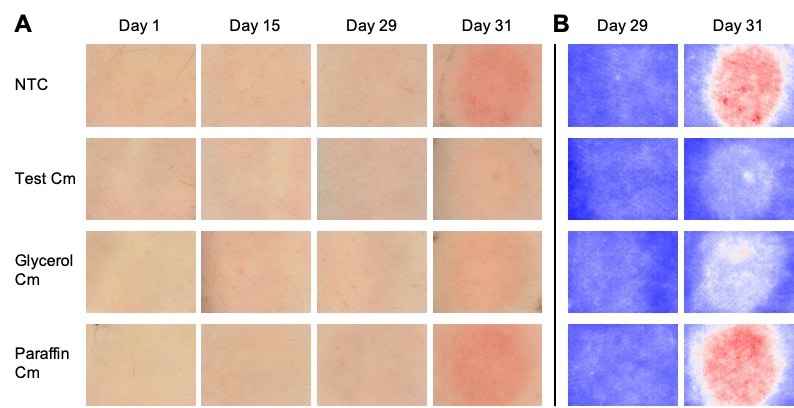 A
Day 1
Day 15
Day 29
Day 31
B
Day 29
Day 31
NTC
Test Cm
Glycerol
Cm
Paraffin
Cm